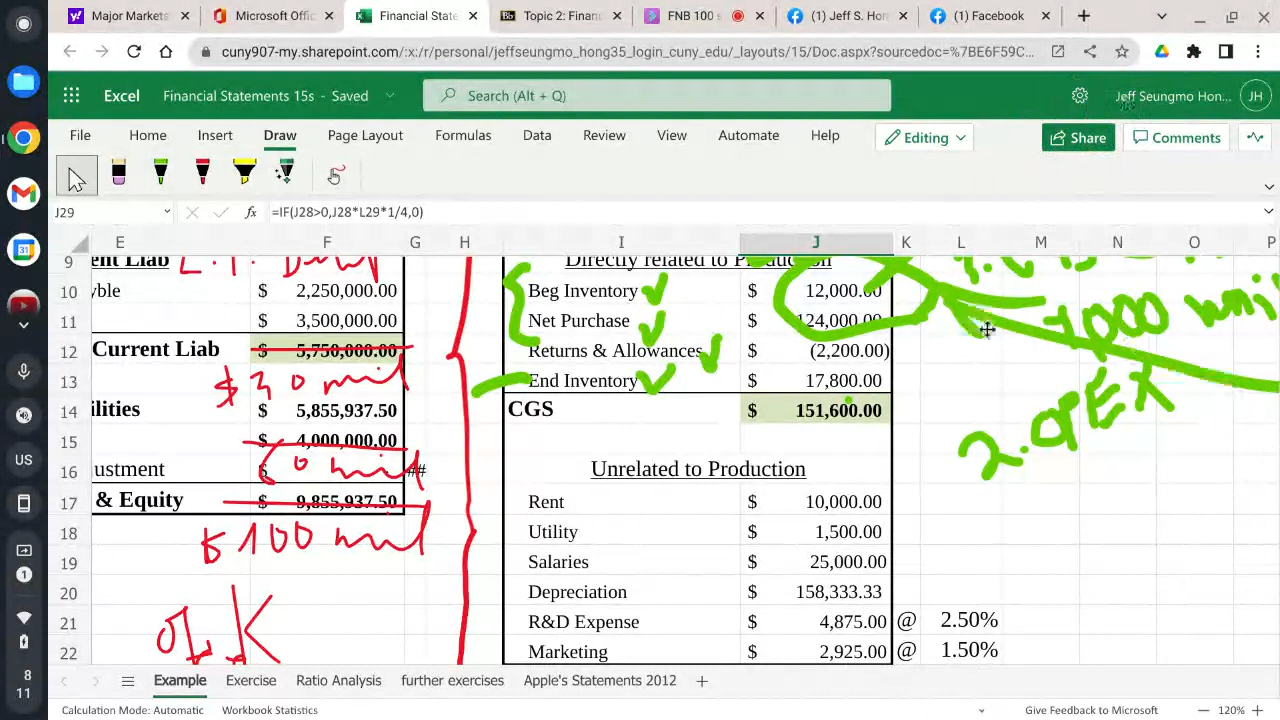 Major Markets
Microsoft Offic
Financial State
Topic 2: Financ
FNB 100 s
(1) Jeff S. Hon
(1) Facebook
cuny907-my.sharepoint.com/:x:/r/personal/jeffseungmo_hong35_login_cuny_edu/_layouts/15/Doc.aspx?sourcedoc=%7BE6F59C...
Excel Financial Statements 15s - Saved Search (Alt + Q) Jeff Seungmo Hon... JH
File Home Insert Draw Page Layout Formulas Data Review View Automate Help Editing Share Comments
J29 fx =IF(J28>0,J28*L29*1/4,0)
E F G H I J K L M N O P
9 ent Liab L.T. Directly related to Production
10 yble $ 2,250,000.00 Beg Inventory $ 12,000.00
11 $ 3,500,000.00 Net Purchase 124,000.00 1000
12 Current Liab $ 5,750,000.00 Returns & Allowances (2,200.00)
13 $30 mil End Inventory $ 17,800.00
14 ilities $ 5,855,937.50 CGS $ 151,600.00 2.OPEX
15 $ 4,000,000.00
16 ustment $ 60 mil ## Unrelated to Production
17 & Equity $ 9,855,937.50 Rent $ 10,000.00
18 $100 mil Utility $ 1,500.00
19 Salaries $ 25,000.00
20 Depreciation $ 158,333.33
21 R&D Expense $ 4,875.00 @ 2.50%
22 Marketing $ 2,925.00 @ 1.50%
Example Exercise Ratio Analysis further exercises Apple's Statements 2012
Calculation Mode: Automatic Workbook Statistics Give Feedback to Microsoft 120%
US
1
8
11